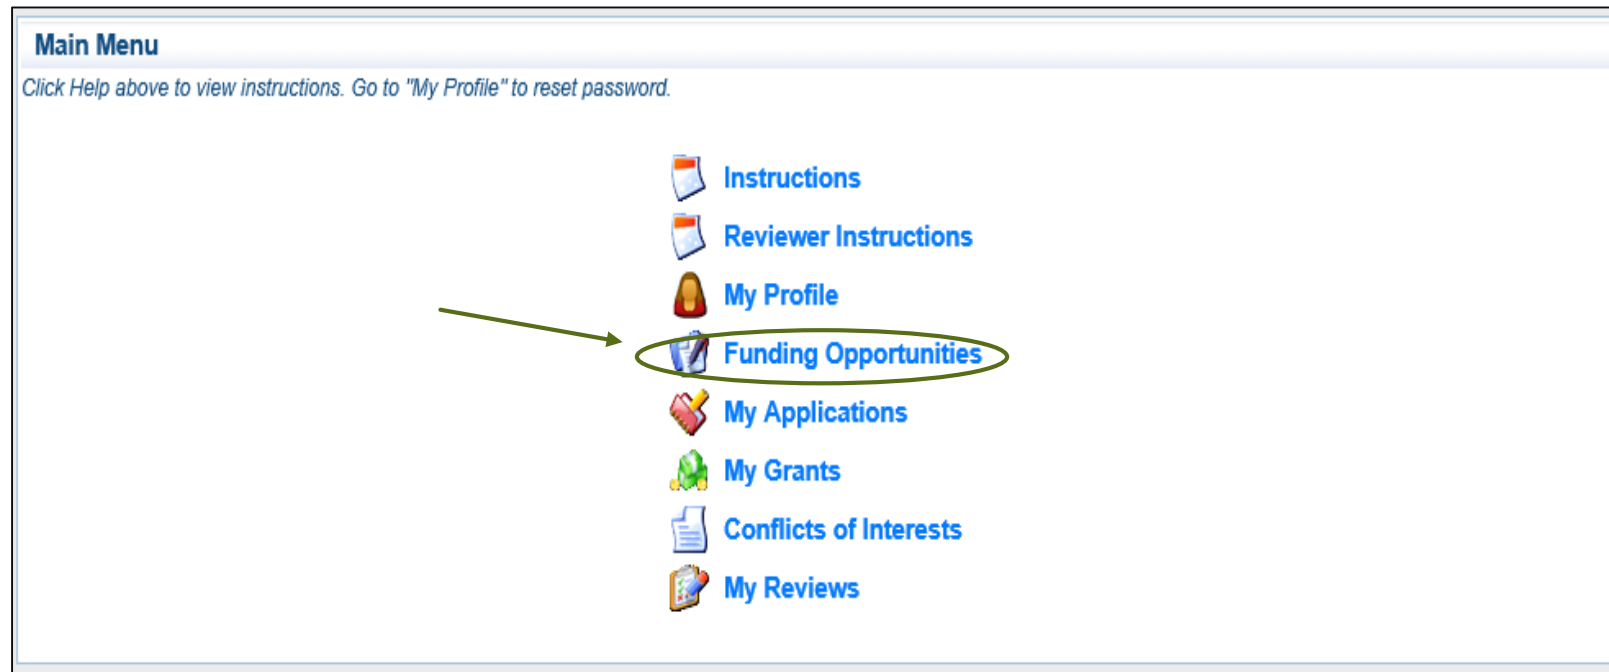 Main Menu
Click Help above to view instructions. Go to "My Profile" to reset password.
Instructions
Reviewer Instructions
My Profile
Funding Opportunities
My Applications
My Grants
Conflicts of Interests
My Reviews